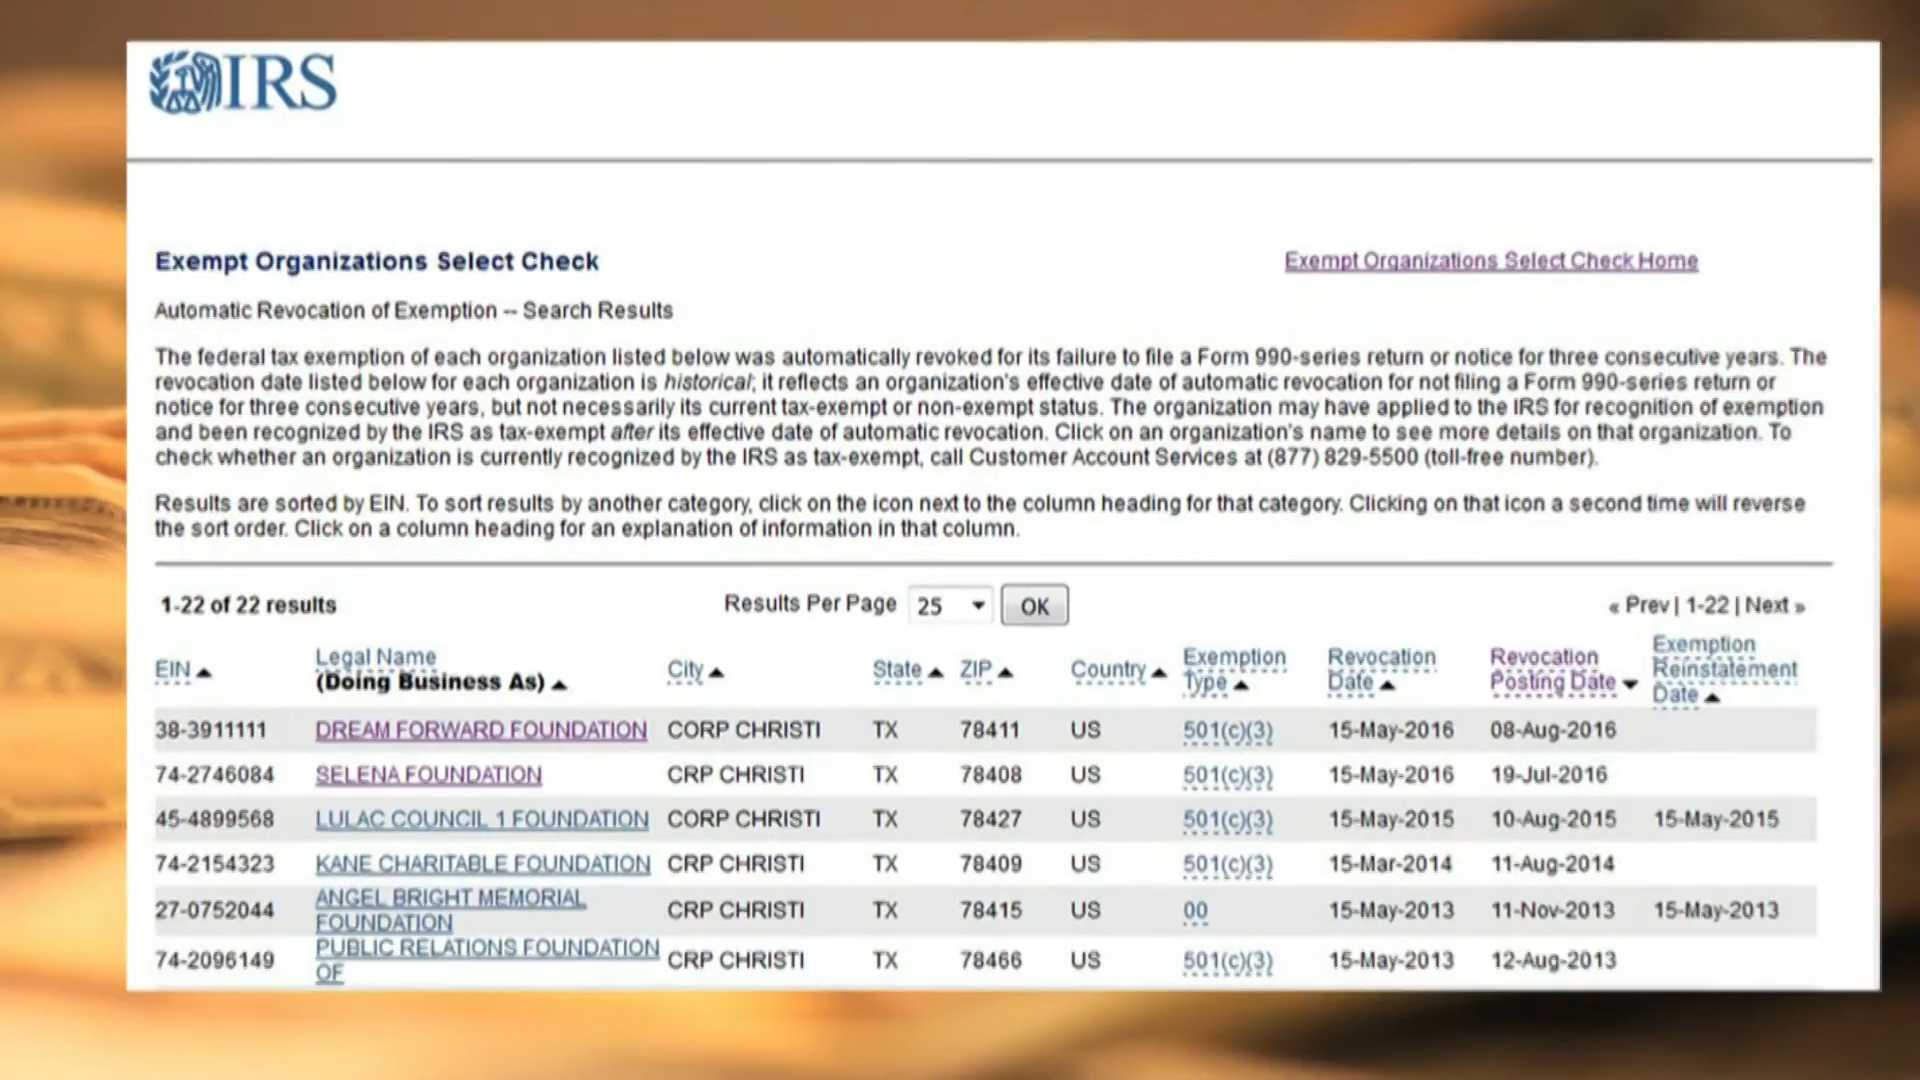 IRS
Exempt Organizations Select Check
Exempt Organizations Select Check Home
Automatic Revocation of Exemption -- Search Results
The federal tax exemption of each organization listed below was automatically revoked for its failure to file a Form 990-series return or notice for three consecutive years. The
revocation date listed below for each organization is historical; it reflects an organization's effective date of automatic revocation for not filing a Form 990-series return or
notice for three consecutive years, but not necessarily its current tax-exempt or non-exempt status. The organization may have applied to the IRS for recognition of exemption
and been recognized by the IRS as tax-exempt after its effective date of automatic revocation. Click on an organization's name to see more details on that organization. To
check whether an organization is currently recognized by the IRS as tax-exempt, call Customer Account Services at (877) 829-5500 (toll-free number).
Results are sorted by EIN. To sort results by another category, click on the icon next to the column heading for that category. Clicking on that icon a second time will reverse
the sort order. Click on a column heading for an explanation of information in that column.
1-22 of 22 results
Results Per Page 25 OK
« Prev | 1-22 | Next »
EIN
Legal Name
(Doing Business As)
City
State
ZIP
Country
Exemption
Type
Revocation
Date
Revocation
Posting Date
Exemption
Reinstatement
Date
38-3911111 DREAM FORWARD FOUNDATION CORP CHRISTI TX 78411 US 501(c)(3) 15-May-2016 08-Aug-2016
74-2746084 SELENA FOUNDATION CRP CHRISTI TX 78408 US 501(c)(3) 15-May-2016 19-Jul-2016
45-4899568 LULAC COUNCIL 1 FOUNDATION CORP CHRISTI TX 78427 US 501(c)(3) 15-May-2015 10-Aug-2015 15-May-2015
74-2154323 KANE CHARITABLE FOUNDATION CRP CHRISTI TX 78409 US 501(c)(3) 15-Mar-2014 11-Aug-2014
27-0752044 ANGEL BRIGHT MEMORIAL
FOUNDATION CRP CHRISTI TX 78415 US 00 15-May-2013 11-Nov-2013 15-May-2013
74-2096149 PUBLIC RELATIONS FOUNDATION
OF CRP CHRISTI TX 78466 US 501(c)(3) 15-May-2013 12-Aug-2013